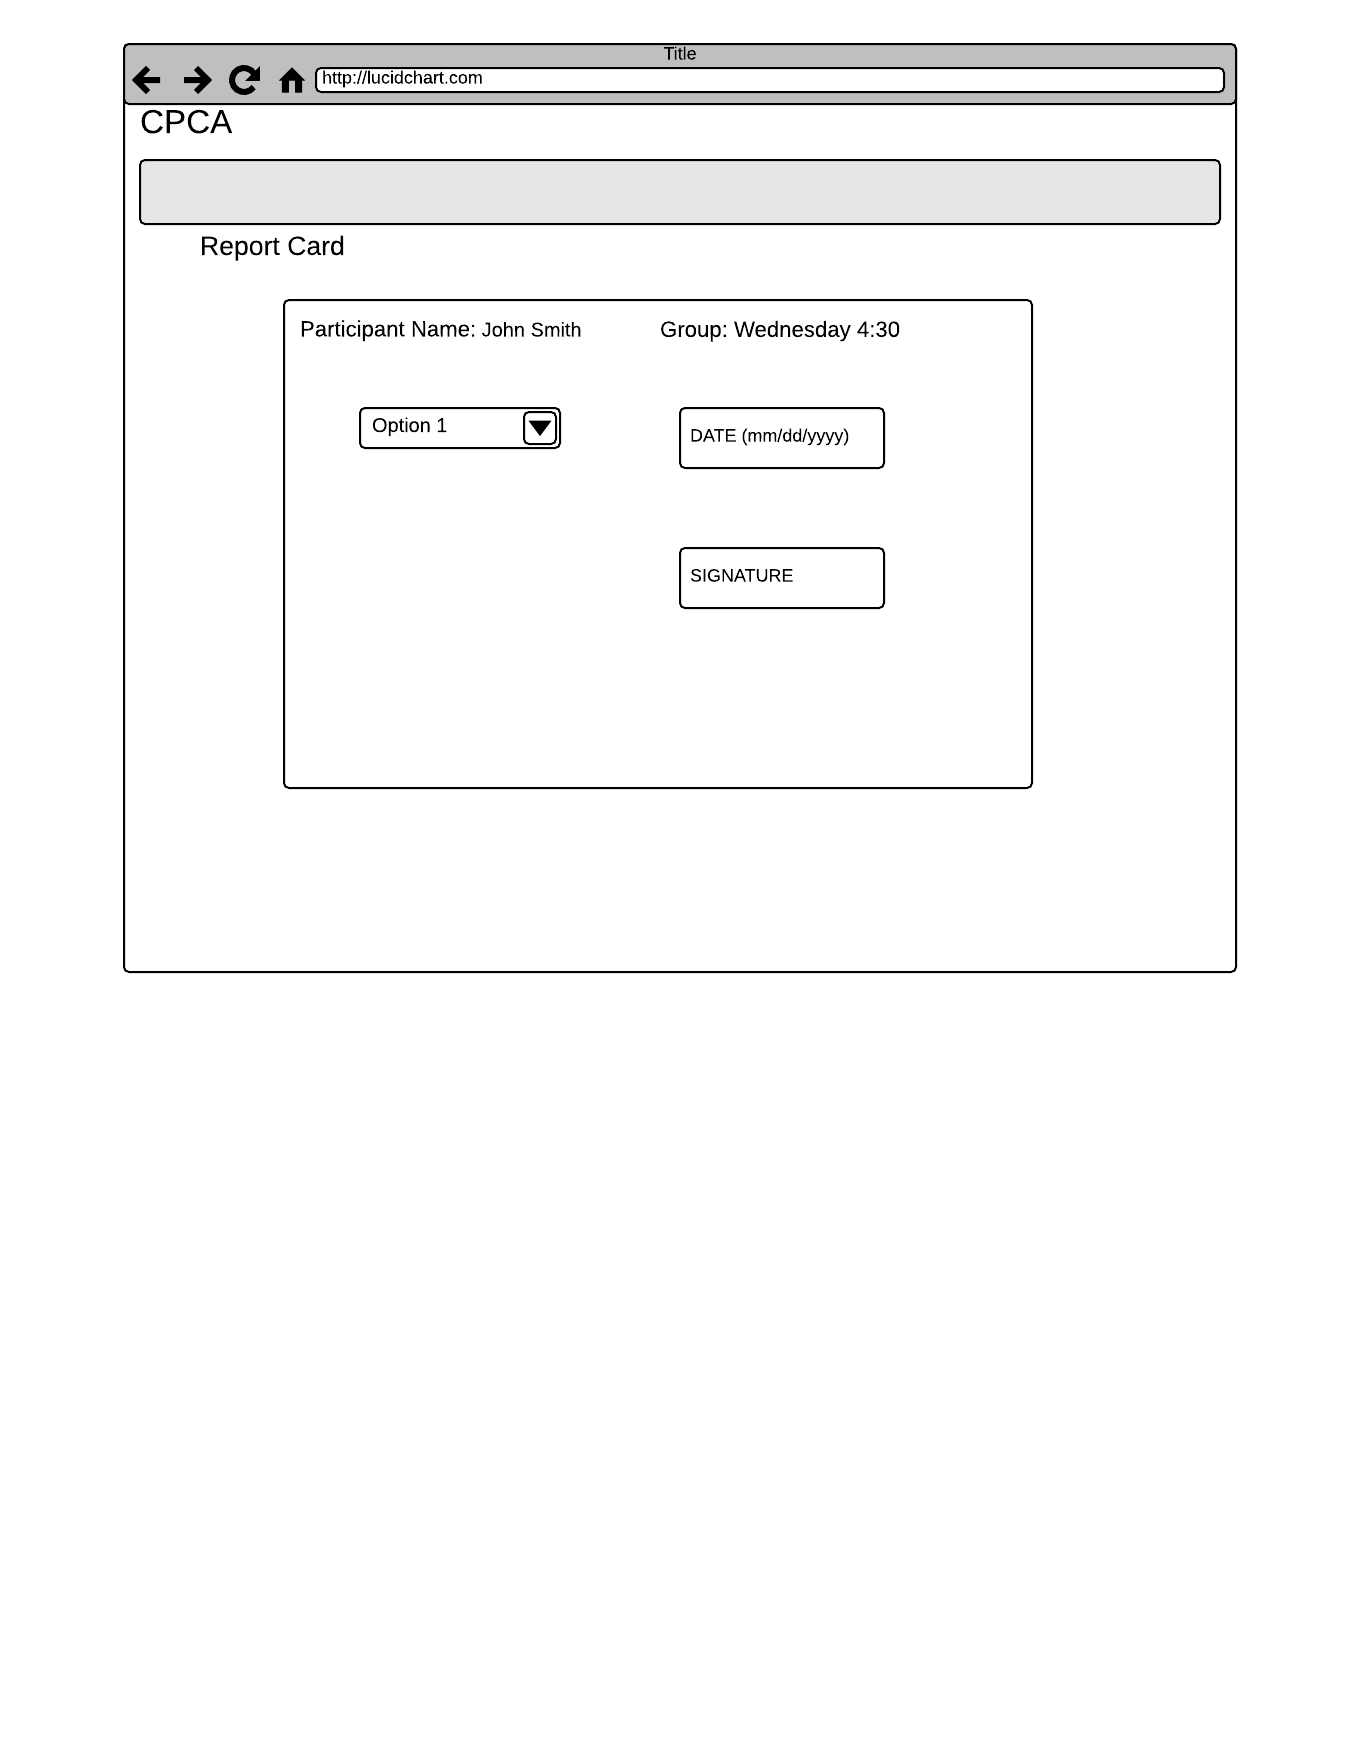 Title
http://lucidchart.com
CPCA
Report Card
Participant Name: John Smith
Group: Wednesday 4:30
Option 1
DATE (mm/dd/yyyy)
SIGNATURE